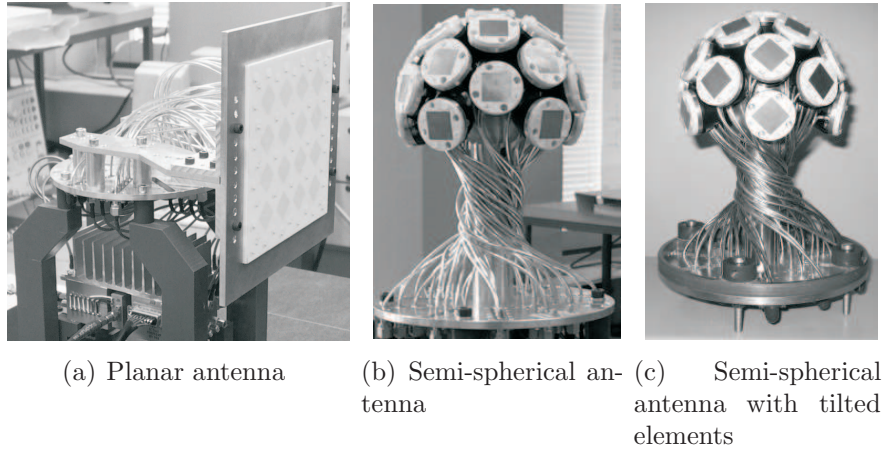 (a) Planar antenna
(b) Semi-spherical an-
tenna
(c) Semi-spherical
antenna with tilted
elements